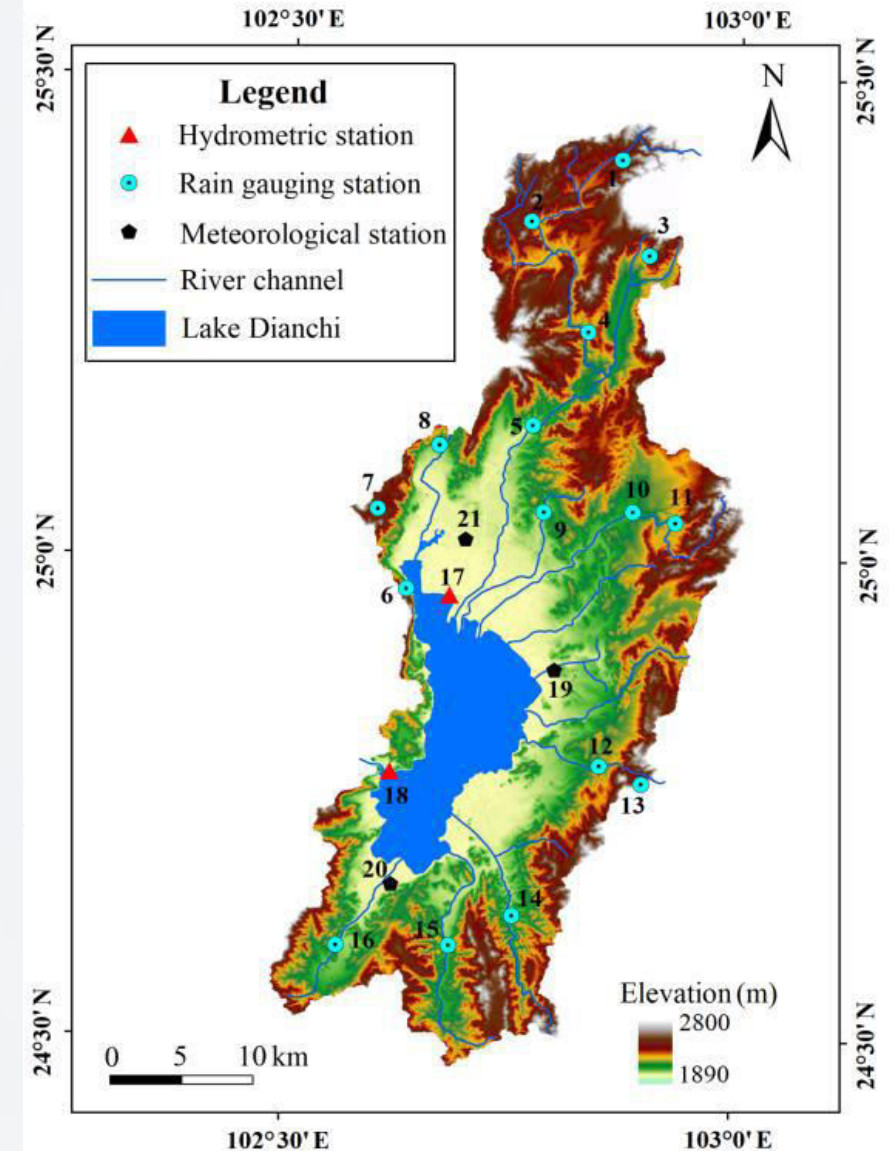 102°30′ E
103°0′ E
25°30′ N
25°30′ N
Legend
Hydrometric station
Rain gauging station
Meteorological station
River channel
Lake Dianchi
N
1
2
3
4
5
8
7
10
11
9
21
25°0′ N
25°0′ N
17
6
19
12
18
13
20
14
15
16
Elevation (m)
2800
1890
0 5 10 km
24°30′ N
24°30′ N
102°30′ E
103°0′ E